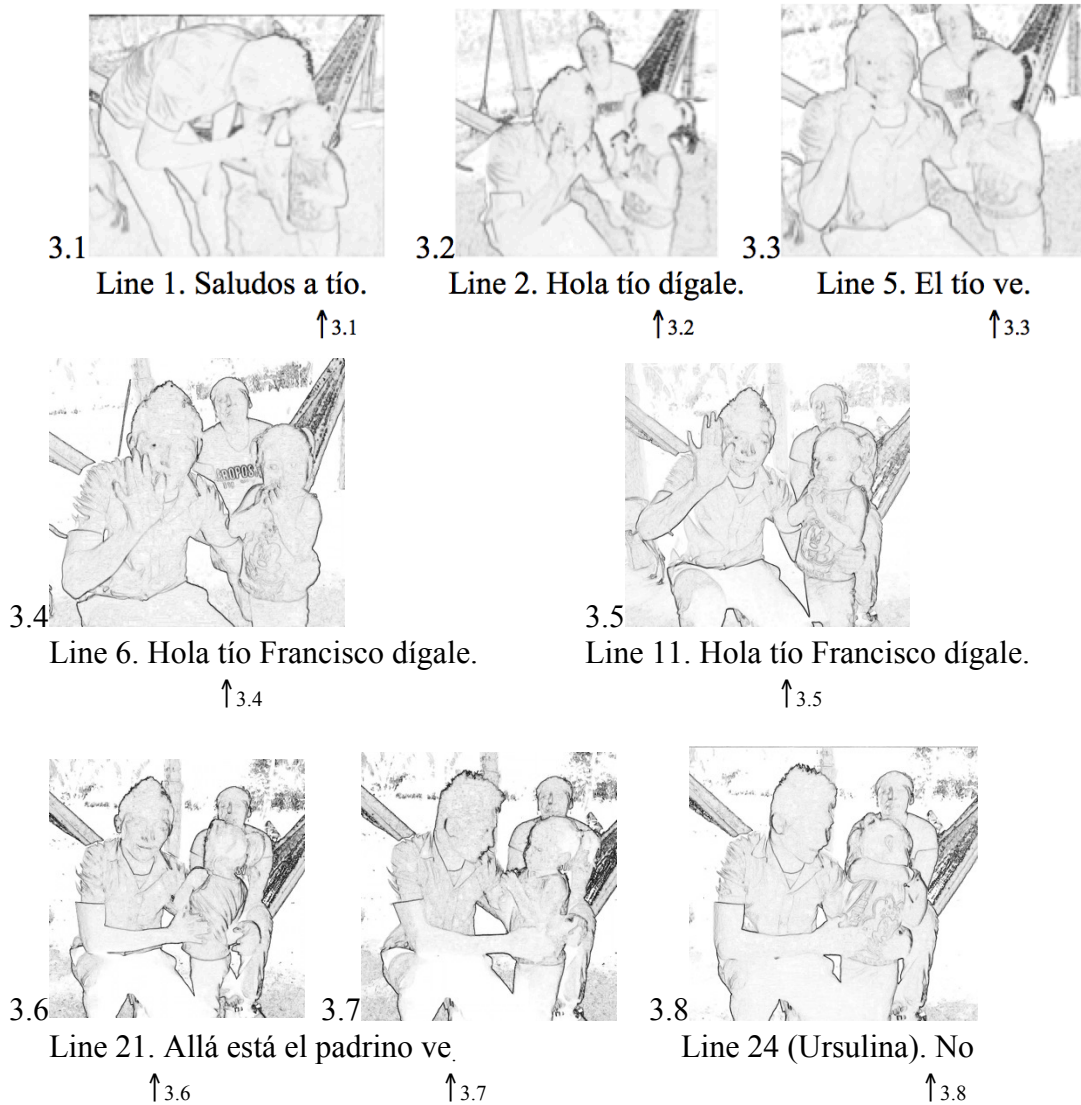 3.1 3.2 3.3
Line 1. Saludos a tío. Line 2. Hola tío dígale. Line 5. El tío ve.
↑3.1 ↑3.2 ↑3.3
3.4 3.5
Line 6. Hola tío Francisco dígale. Line 11. Hola tío Francisco dígale.
↑3.4 ↑3.5
3.6 3.7 3.8
Line 21. Allá está el padrino ve. Line 24 (Ursulina). No
↑3.6 ↑3.7 ↑3.8